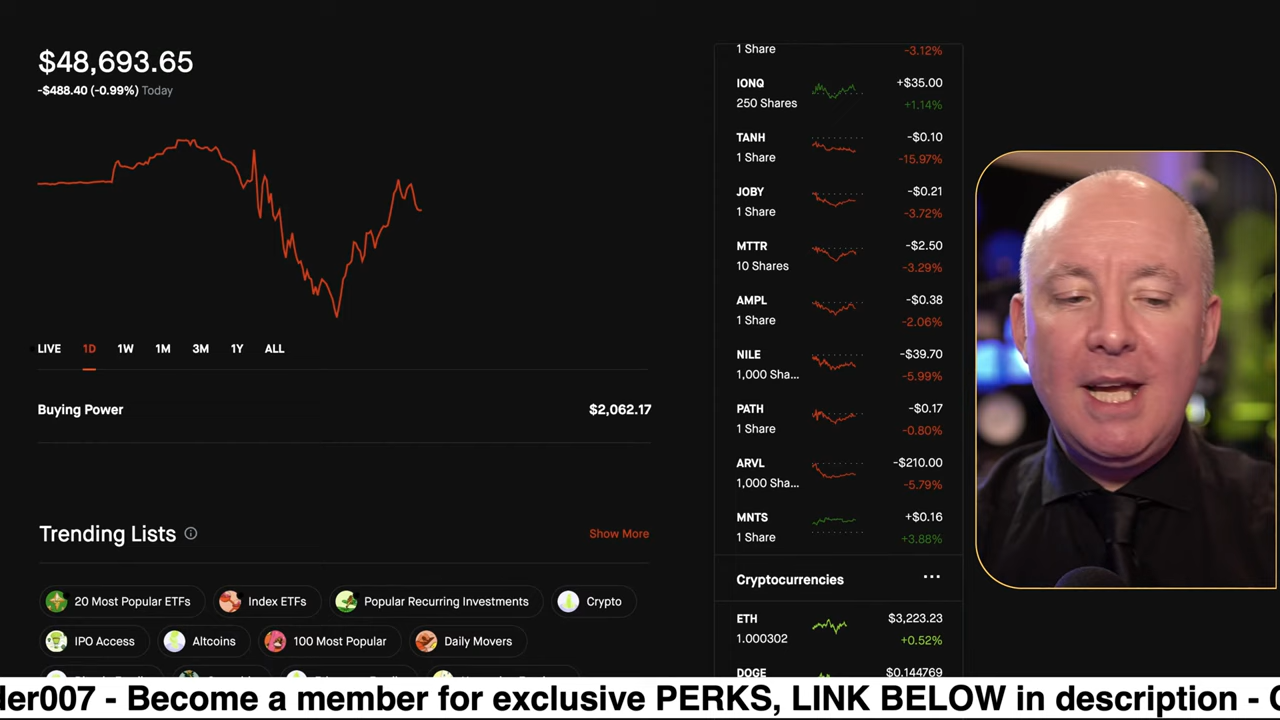 $48,693.65
-$488.40 (-0.99%) Today
LIVE 1D 1W 1M 3M 1Y ALL
Buying Power $2,062.17
Trending Lists
Show More
20 Most Popular ETFs Index ETFs Popular Recurring Investments Crypto
IPO Access Altcoins 100 Most Popular Daily Movers
1 Share -3.12%
IONQ +$35.00
250 Shares +1.14%
TANH -$0.10
1 Share -15.97%
JOBY -$0.21
1 Share -3.72%
MTTR -$2.50
10 Shares -3.29%
AMPL -$0.38
1 Share -2.06%
NILE -$39.70
1,000 Sha... -5.99%
PATH -$0.17
1 Share -0.80%
ARVL -$210.00
1,000 Sha... -5.79%
MNTS +$0.16
1 Share +3.88%
Cryptocurrencies
ETH $3,223.23
1.000302 +0.52%
DOGE $0.144769
der007 - Become a member for exclusive PERKS, LINK BELOW in description -